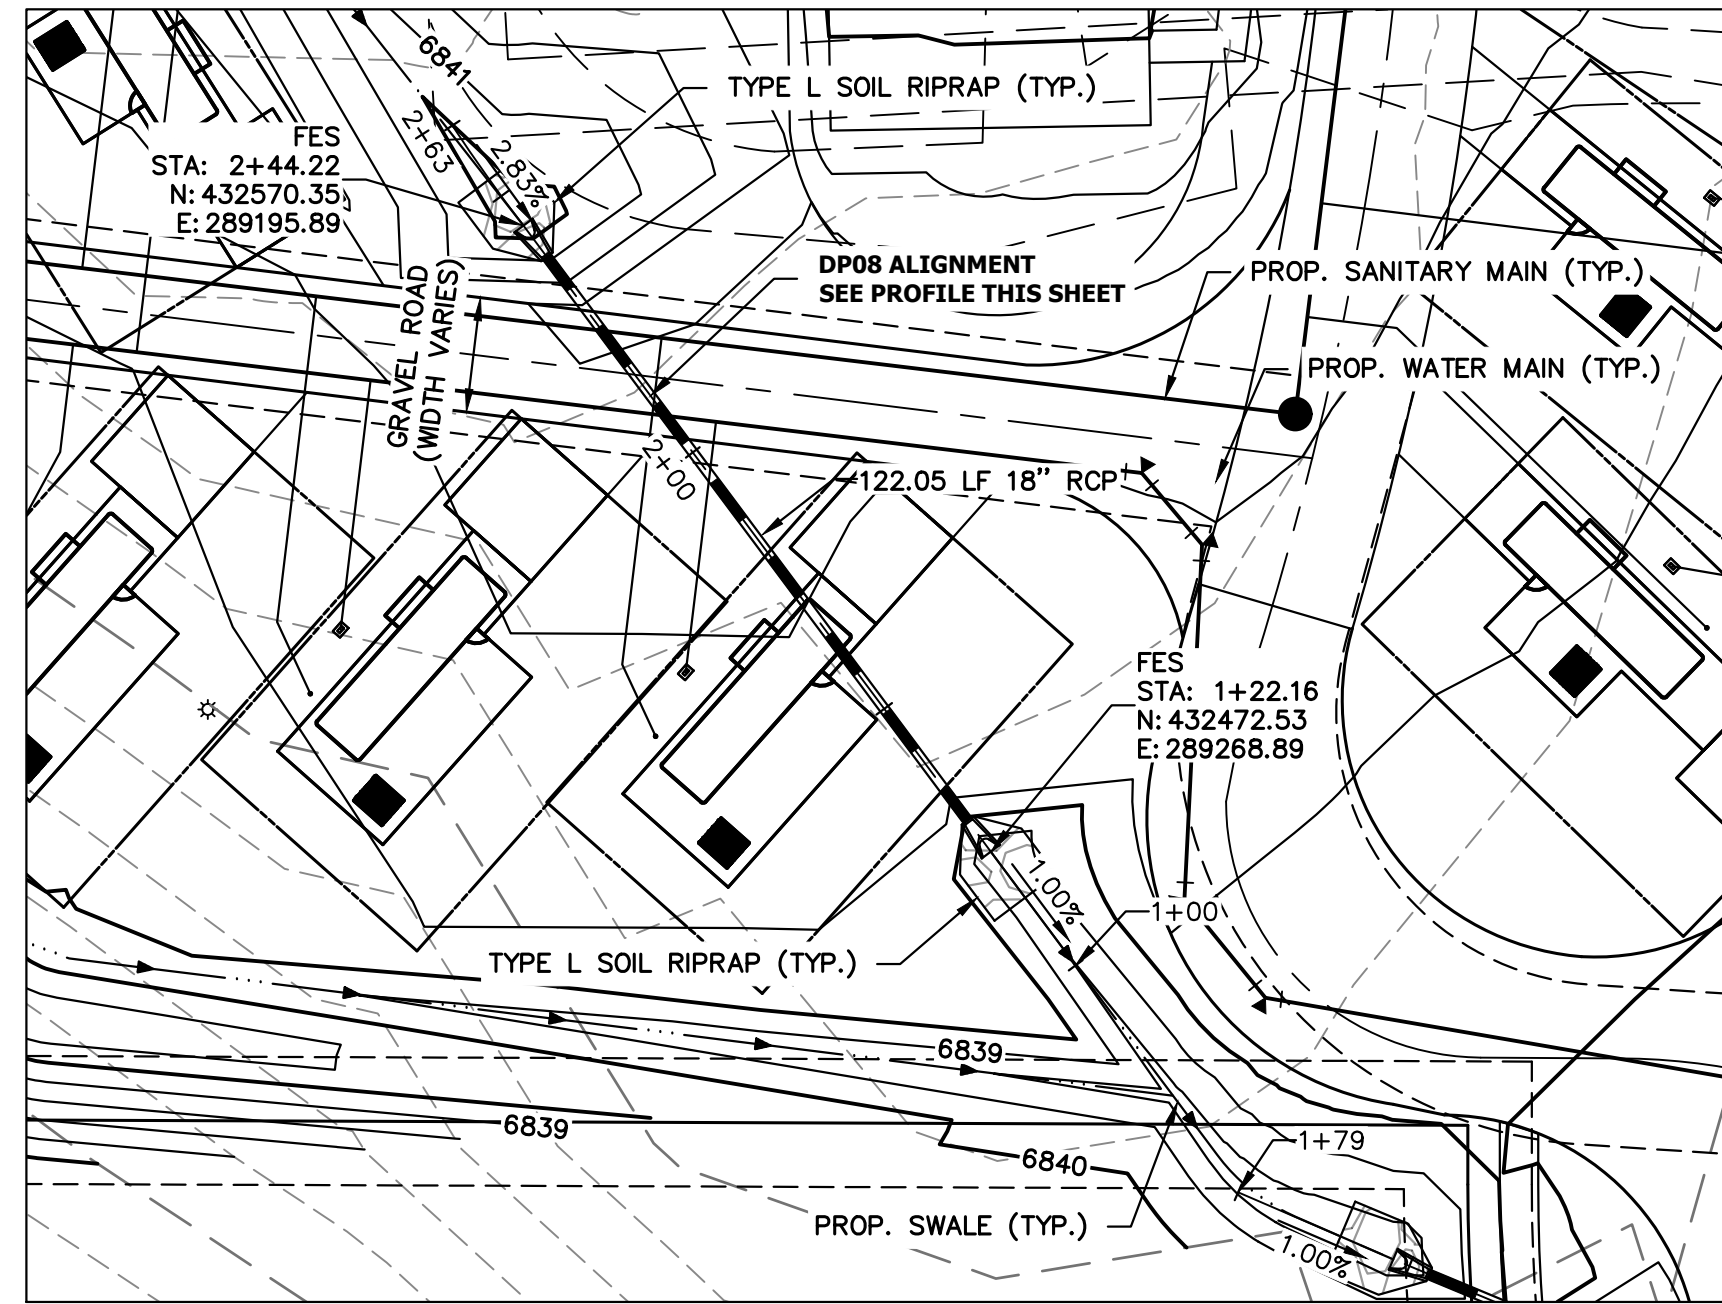 6841
TYPE L SOIL RIPRAP (TYP.)
2+63
2.83%
FES
STA: 2+44.22
N: 432570.35
E: 289195.89
DP08 ALIGNMENT
SEE PROFILE THIS SHEET
PROP. SANITARY MAIN (TYP.)
GRAVEL ROAD
(WIDTH VARIES)
PROP. WATER MAIN (TYP.)
2+00
122.05 LF 18" RCP
FES
STA: 1+22.16
N: 432472.53
E: 289268.89
1.00%
1+00
TYPE L SOIL RIPRAP (TYP.)
6839
6839
1+79
6840
PROP. SWALE (TYP.)
1.00%